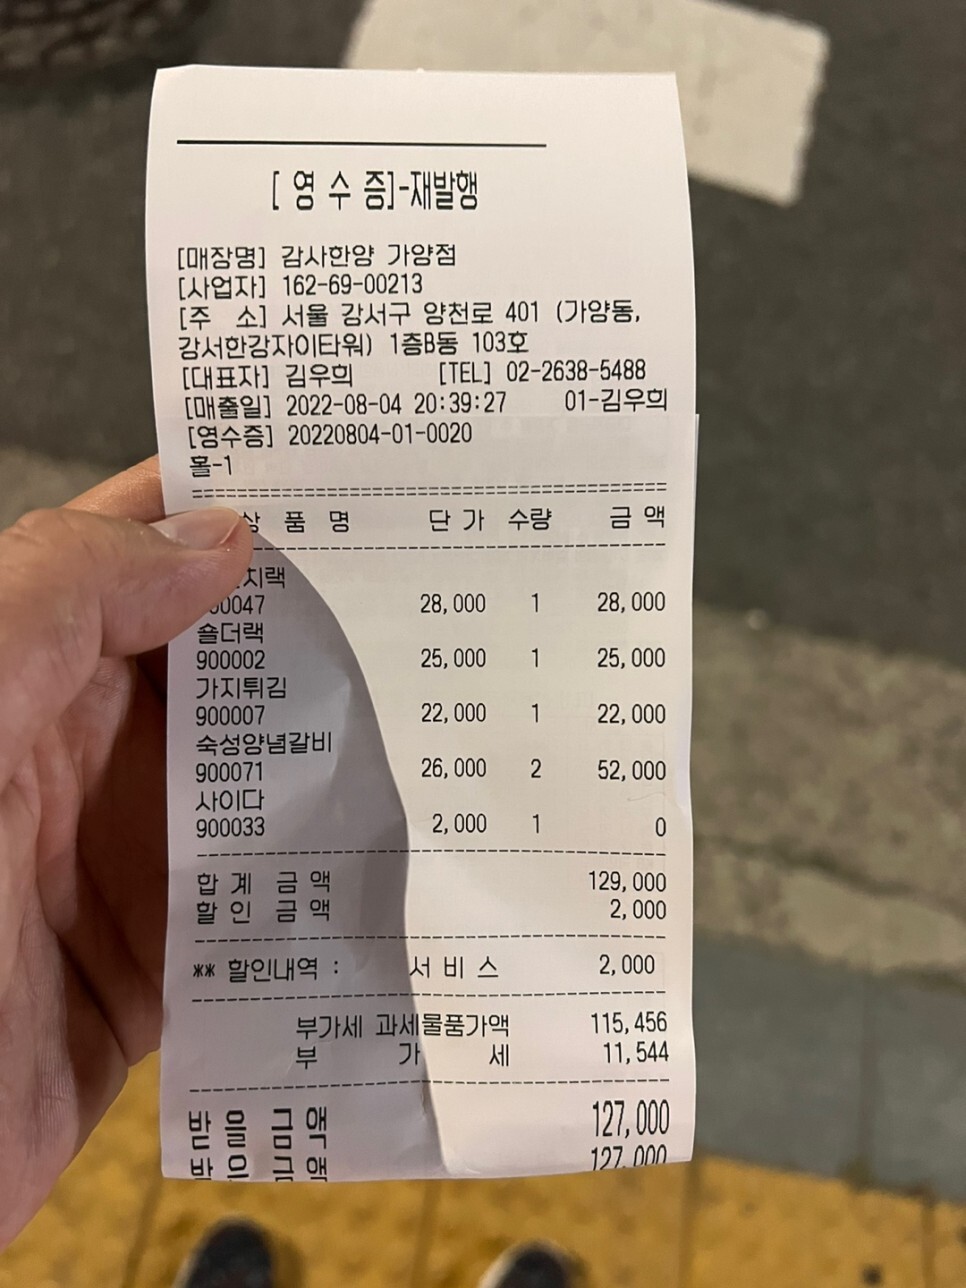 [ 영 수 증]-재발행
[매장명] 감사한양 가양점
[사업자] 162-69-00213
[주 소] 서울 강서구 양천로 401 (가양동,
강서한강자이타워) 1층B동 103호
[대표자] 김우희 [TEL] 02-2638-5488
[매출일] 2022-08-04 20:39:27 01-김우희
[영수증] 20220804-01-0020
홀-1
상 품 명 단 가 수량 금 액
28,000 1 28,000
숄더랙
900002 25,000 1 25,000
가지튀김
900007 22,000 1 22,000
숙성양념갈비
900071 26,000 2 52,000
사이다
900033 2,000 1 0
합 계 금 액 129,000
할 인 금 액 2,000
** 할인내역 : 서 비 스 2,000
부가세 과세물품가액 115,456
부 가 세 11,544
받 을 금 액 127,000
받 은 금 액 127,000